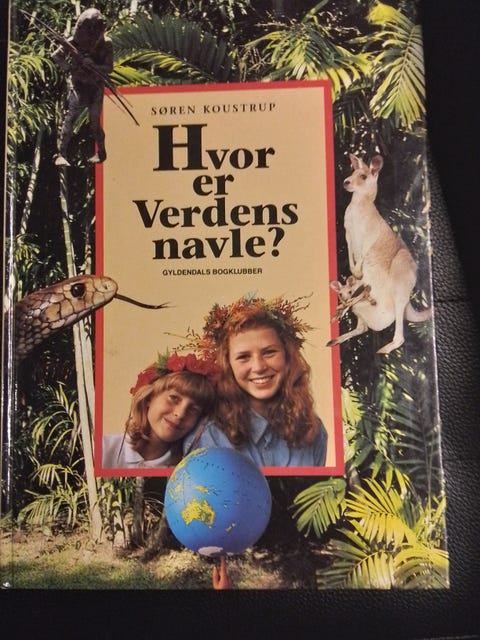 SØREN KOUSTRUP
Hvor
er
Verdens
navle?
GYLDENDALS BOGKLUBBER